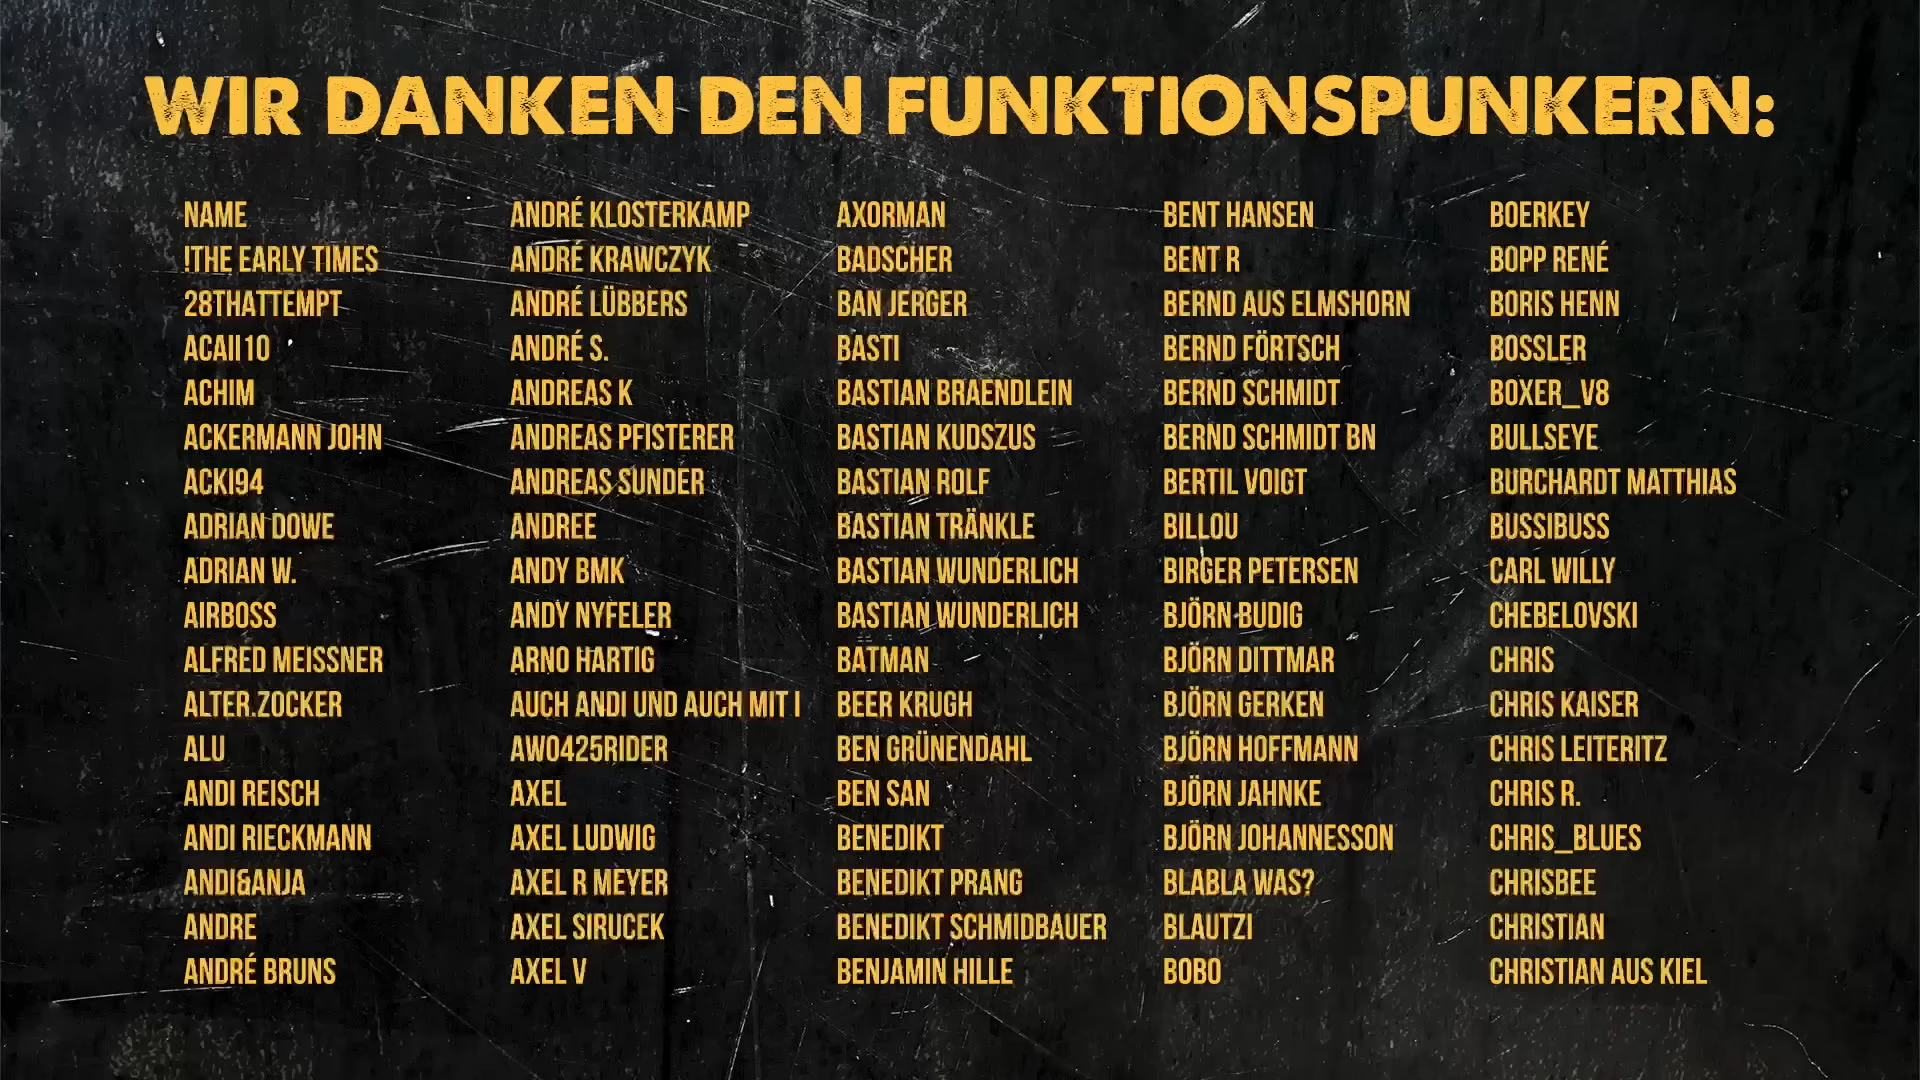 WIR DANKEN DEN FUNKTIONSPUNKERN:
NAME
!THE EARLY TIMES
28THATTEMPT
ACAII10
ACHIM
ACKERMANN JOHN
ACKI94
ADRIAN DOWE
ADRIAN W.
AIRBOSS
ALFRED MEISSNER
ALTER.ZOCKER
ALU
ANDI REISCH
ANDI RIECKMANN
ANDI&ANJA
ANDRE
ANDRÉ BRUNS
ANDRÉ KLOSTERKAMP
ANDRÉ KRAWCZYK
ANDRÉ LÜBBERS
ANDRÉ S.
ANDREAS K
ANDREAS PFISTERER
ANDREAS SUNDER
ANDREE
ANDY BMK
ANDY NYFELER
ARNO HARTIG
AUCH ANDI UND AUCH MIT I
AWO425RIDER
AXEL
AXEL LUDWIG
AXEL R MEYER
AXEL SIRUCEK
AXEL V
AXORMAN
BADSCHER
BAN JERGER
BASTI
BASTIAN BRAENDLEIN
BASTIAN KUDSZUS
BASTIAN ROLF
BASTIAN TRÄNKLE
BASTIAN WUNDERLICH
BASTIAN WUNDERLICH
BATMAN
BEER KRUGH
BEN GRÜNENDAHL
BEN SAN
BENEDIKT
BENEDIKT PRANG
BENEDIKT SCHMIDBAUER
BENJAMIN HILLE
BENT HANSEN
BENT R
BERND AUS ELMSHORN
BERND FÖRTSCH
BERND SCHMIDT
BERND SCHMIDT BN
BERTIL VOIGT
BILLOU
BIRGER PETERSEN
BJÖRN BUDIG
BJÖRN DITTMAR
BJÖRN GERKEN
BJÖRN HOFFMANN
BJÖRN JAHNKE
BJÖRN JOHANNESSON
BLABLA WAS?
BLAUTZI
BOBO
BOERKEY
BOPP RENÉ
BORIS HENN
BOSSLER
BOXER_V8
BULLSEYE
BURCHARDT MATTHIAS
BUSSIBUSS
CARL WILLY
CHEBELOVSKI
CHRIS
CHRIS KAISER
CHRIS LEITERITZ
CHRIS R.
CHRIS_BLUES
CHRISBEE
CHRISTIAN
CHRISTIAN AUS KIEL